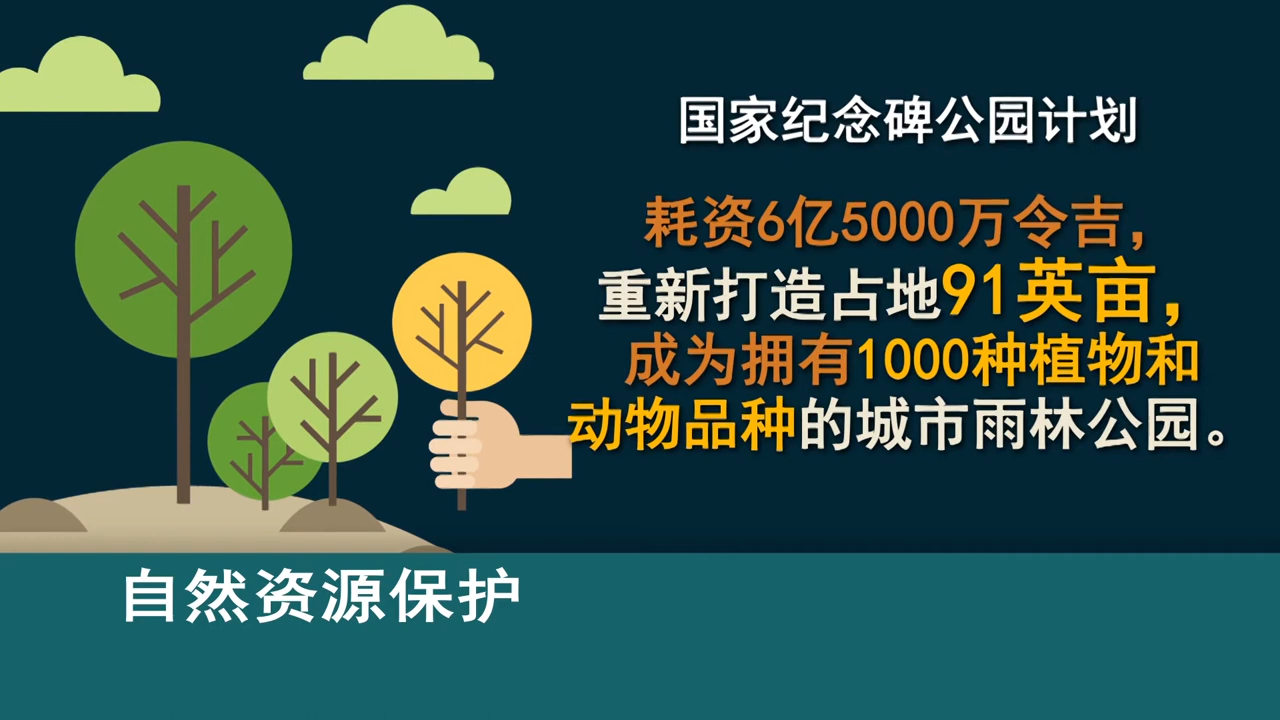 国家纪念碑公园计划
耗资6亿5000万令吉，
重新打造占地91英亩，
成为拥有1000种植物和
动物品种的城市雨林公园。
自然资源保护